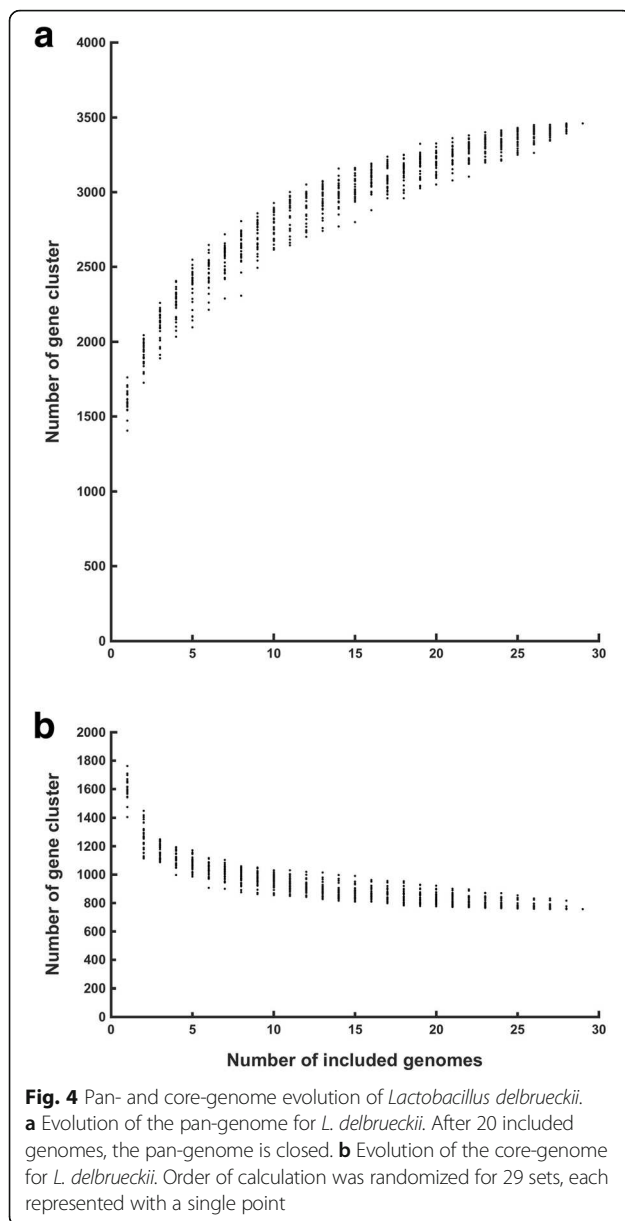 a
4000
3500
3000
2500
2000
1500
1000
500
0
Number of gene cluster
0 5 10 15 20 25 30
b
2000
1800
1600
1400
1200
1000
800
600
400
200
0
Number of gene cluster
0 5 10 15 20 25 30
Number of included genomes
Fig. 4 Pan- and core-genome evolution of Lactobacillus delbrueckii.
a Evolution of the pan-genome for L. delbrueckii. After 20 included
genomes, the pan-genome is closed. b Evolution of the core-genome
for L. delbrueckii. Order of calculation was randomized for 29 sets, each
represented with a single point